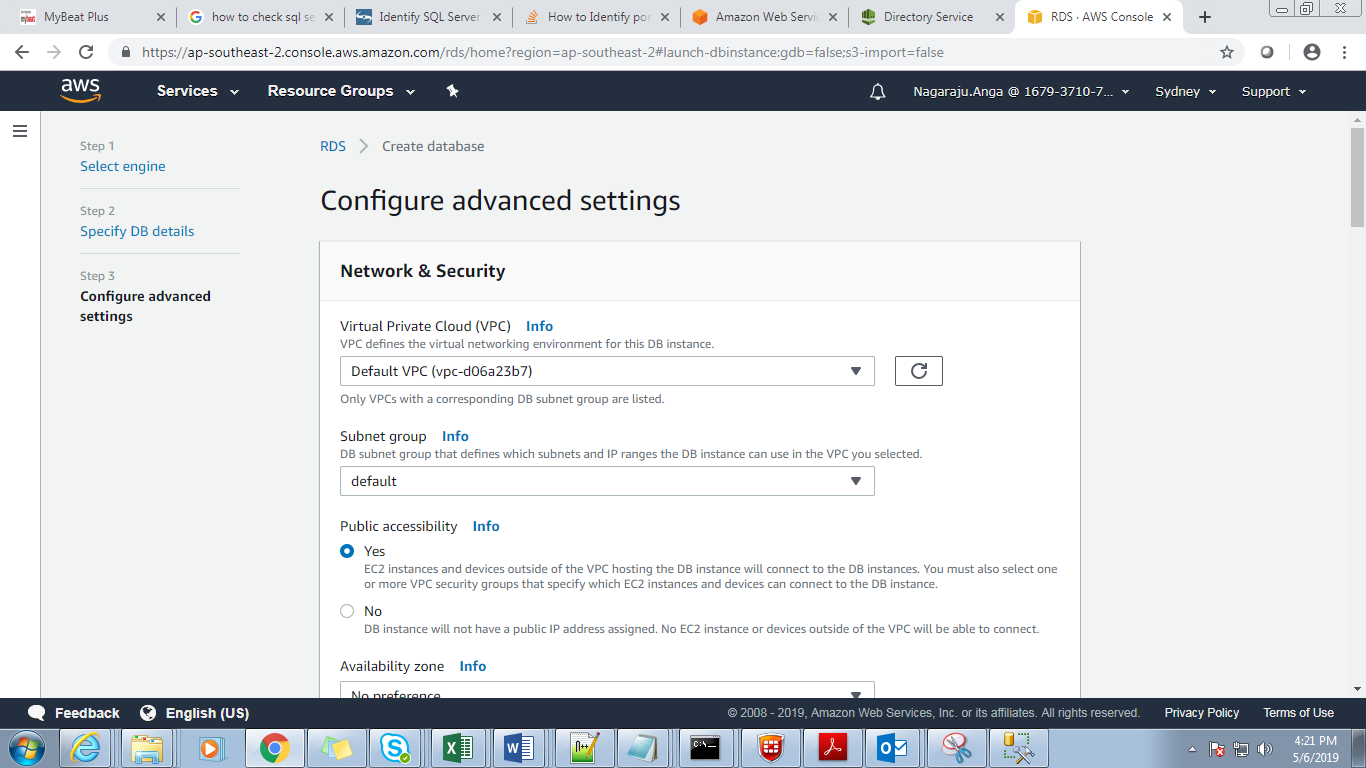 MyBeat Plus
how to check sql se
Identify SQL Server
How to Identify por
Amazon Web Servic
Directory Service
RDS · AWS Console
https://ap-southeast-2.console.aws.amazon.com/rds/home?region=ap-southeast-2#launch-dbinstance:gdb=false;s3-import=false
aws
Services
Resource Groups
Nagaraju.Anga @ 1679-3710-7...
Sydney
Support
Step 1
Select engine
Step 2
Specify DB details
Step 3
Configure advanced
settings
RDS
Create database
Configure advanced settings
Network & Security
Virtual Private Cloud (VPC) Info
VPC defines the virtual networking environment for this DB instance.
Default VPC (vpc-d06a23b7)
Only VPCs with a corresponding DB subnet group are listed.
Subnet group Info
DB subnet group that defines which subnets and IP ranges the DB instance can use in the VPC you selected.
default
Public accessibility Info
Yes
EC2 instances and devices outside of the VPC hosting the DB instance will connect to the DB instances. You must also select one
or more VPC security groups that specify which EC2 instances and devices can connect to the DB instance.
No
DB instance will not have a public IP address assigned. No EC2 instance or devices outside of the VPC will be able to connect.
Availability zone Info
No preference
Feedback
English (US)
© 2008 - 2019, Amazon Web Services, Inc. or its affiliates. All rights reserved.
Privacy Policy
Terms of Use
4:21 PM
5/6/2019